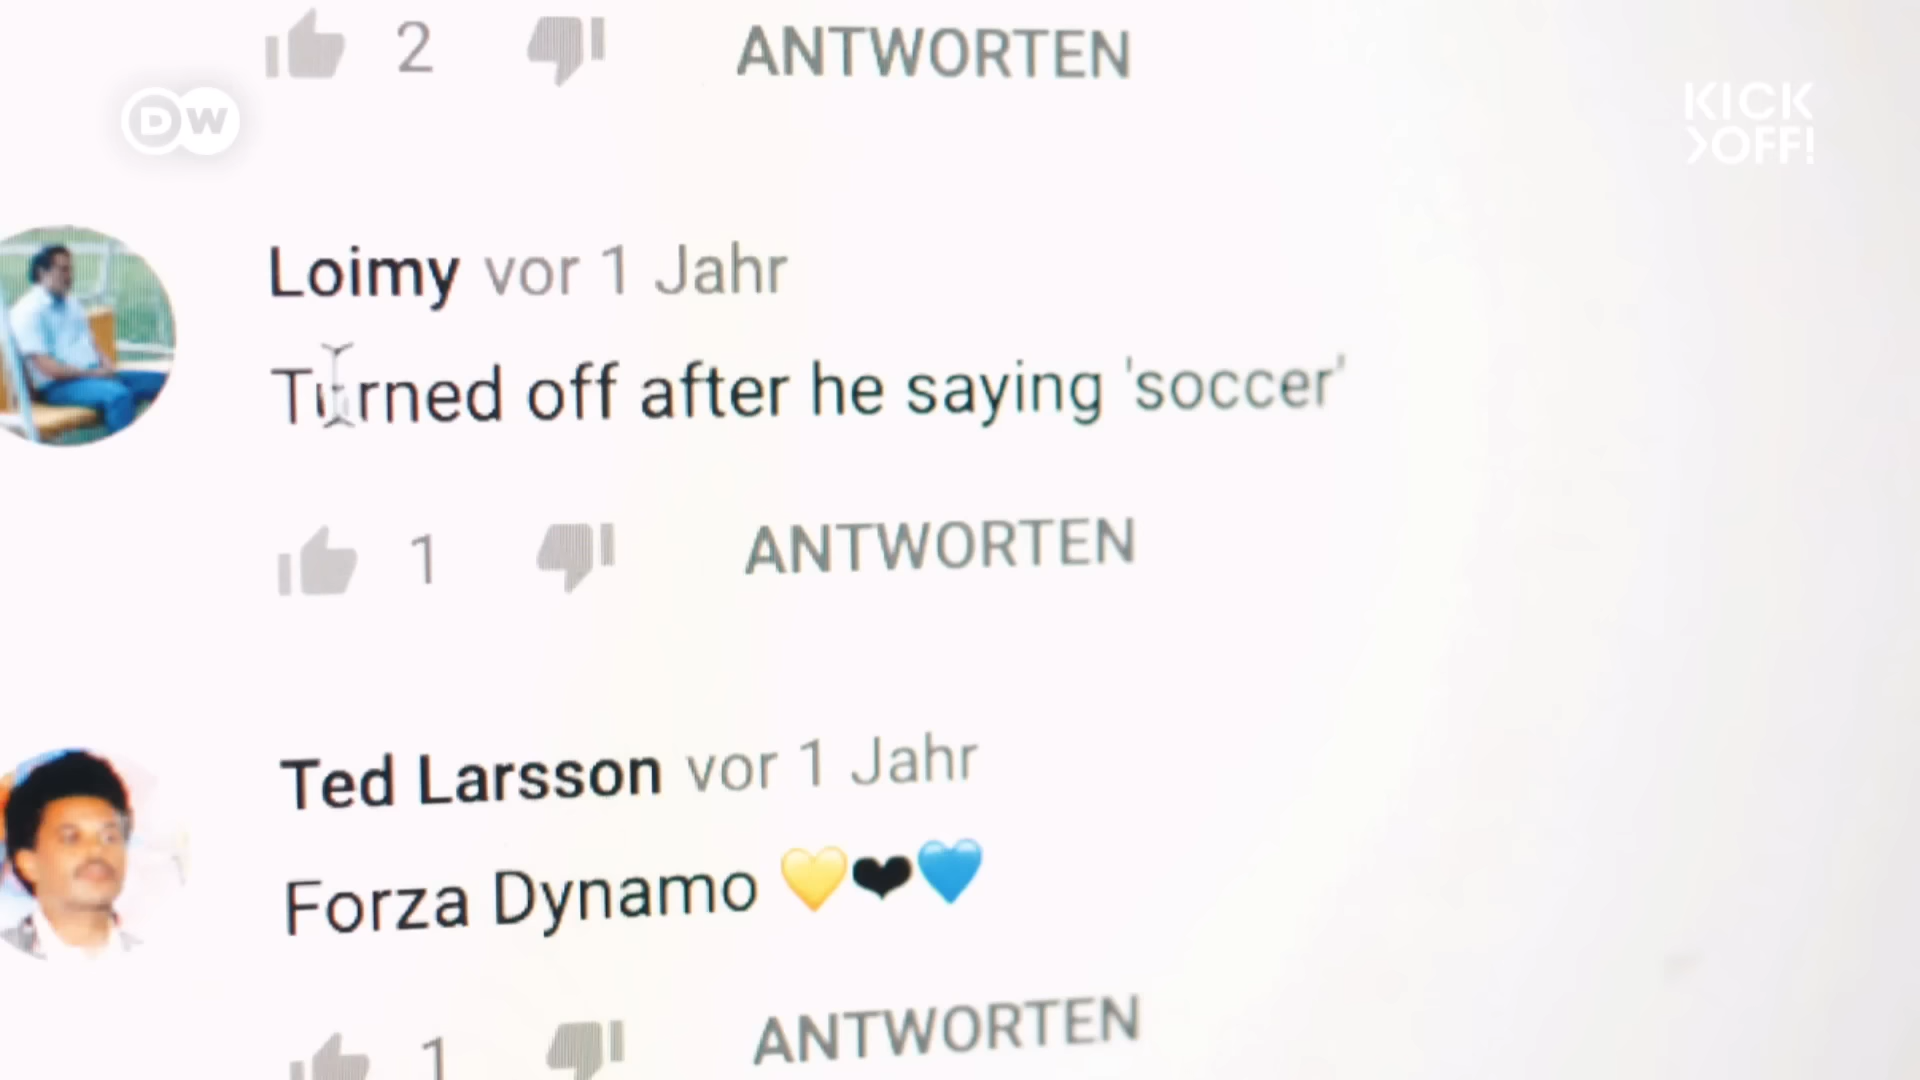 2 ANTWORTEN
DW
KICK
OFF!
Loimy vor 1 Jahr
Turned off after he saying 'soccer'
1 ANTWORTEN
Ted Larsson vor 1 Jahr
Forza Dynamo 💛🖤💙
1 ANTWORTEN